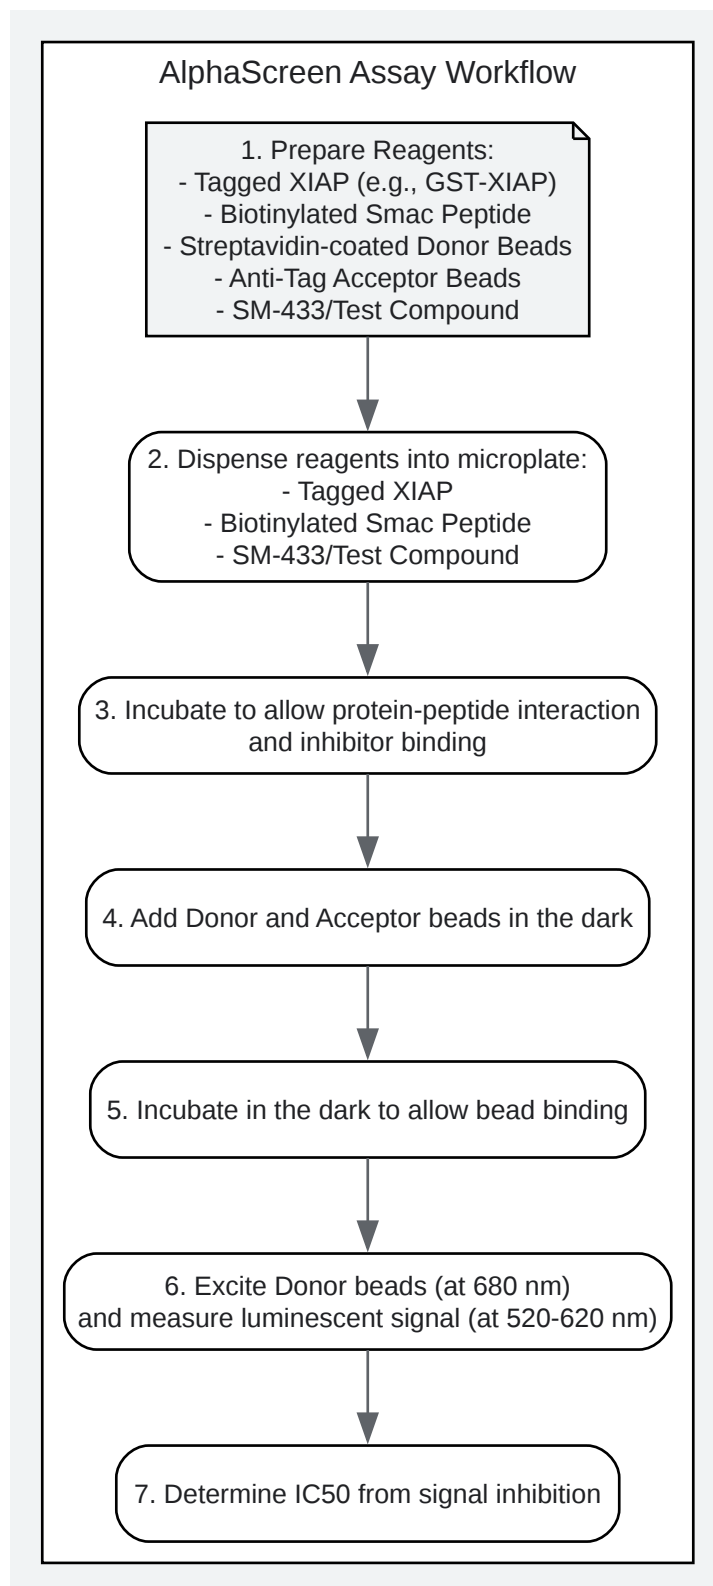 AlphaScreen Assay Workflow
1. Prepare Reagents:
- Tagged XIAP (e.g., GST-XIAP)
- Biotinylated Smac Peptide
- Streptavidin-coated Donor Beads
- Anti-Tag Acceptor Beads
- SM-433/Test Compound
2. Dispense reagents into microplate:
- Tagged XIAP
- Biotinylated Smac Peptide
- SM-433/Test Compound
3. Incubate to allow protein-peptide interaction
and inhibitor binding
4. Add Donor and Acceptor beads in the dark
5. Incubate in the dark to allow bead binding
6. Excite Donor beads (at 680 nm)
and measure luminescent signal (at 520-620 nm)
7. Determine IC50 from signal inhibition